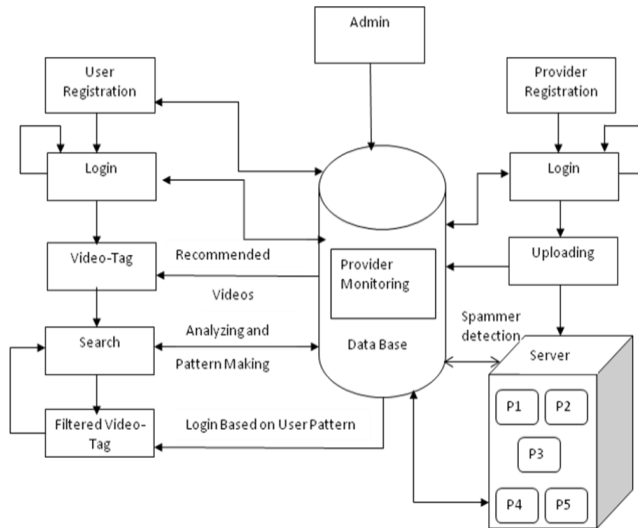 Admin
User
Registration
Provider
Registration
Login
Login
Video-Tag
Recommended
Videos
Provider
Monitoring
Uploading
Search
Analyzing and
Pattern Making
Data Base
Spammer
detection
Server
Filtered Video-
Tag
Login Based on User Pattern
P1
P2
P3
P4
P5